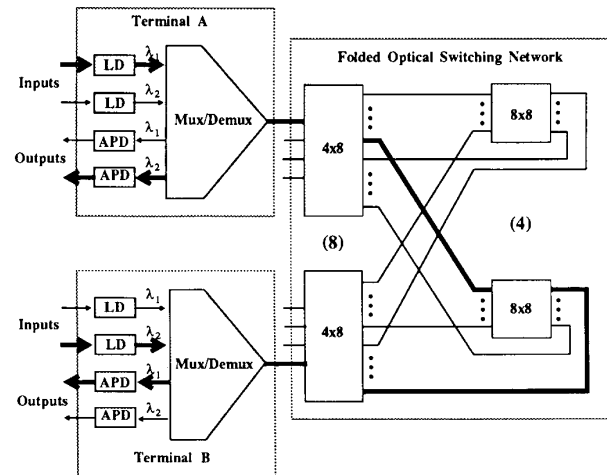 Terminal A
Folded Optical Switching Network
Inputs
LD
λ1
LD
λ2
Outputs
APD
λ1
APD
λ2
Mux/Demux
4x8
8x8
(8)
(4)
Inputs
LD
λ1
LD
λ2
Outputs
APD
λ1
APD
λ2
Mux/Demux
4x8
8x8
Terminal B